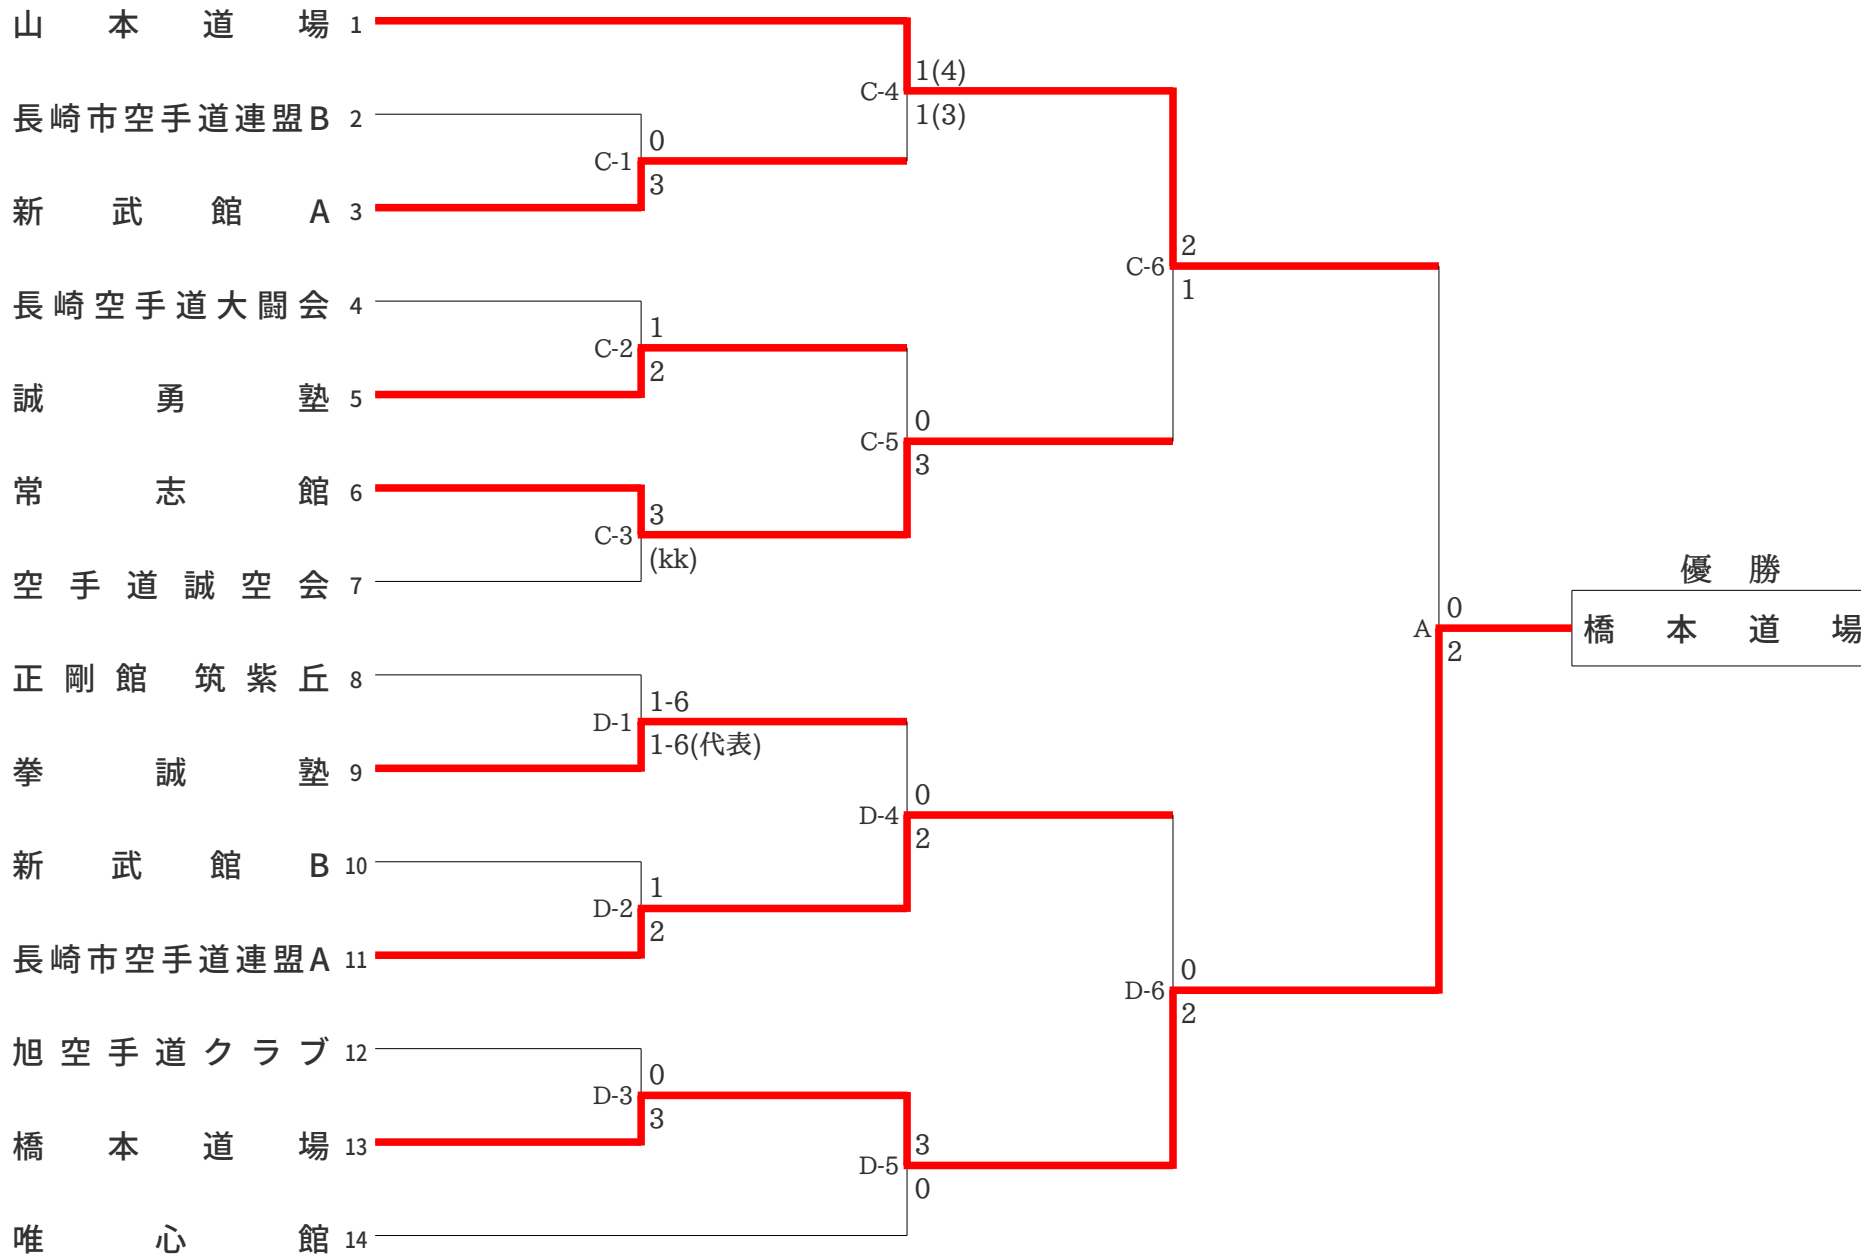 山本道場 1
1(4)
C-4
1(3)
長崎市空手道連盟B 2
0
C-1
3
新武館A 3
2
C-6
1
長崎空手道大闘会 4
1
C-2
2
誠勇塾 5
0
C-5
3
常志館 6
3
C-3
(kk)
空手道誠空会 7
優勝
0
A
橋本道場
2
正剛館 筑紫丘 8
1-6
D-1
1-6(代表)
拳誠塾 9
0
D-4
2
新武館B 10
1
D-2
2
長崎市空手道連盟A 11
0
D-6
2
旭空手道クラブ 12
0
D-3
3
橋本道場 13
3
D-5
0
唯心館 14